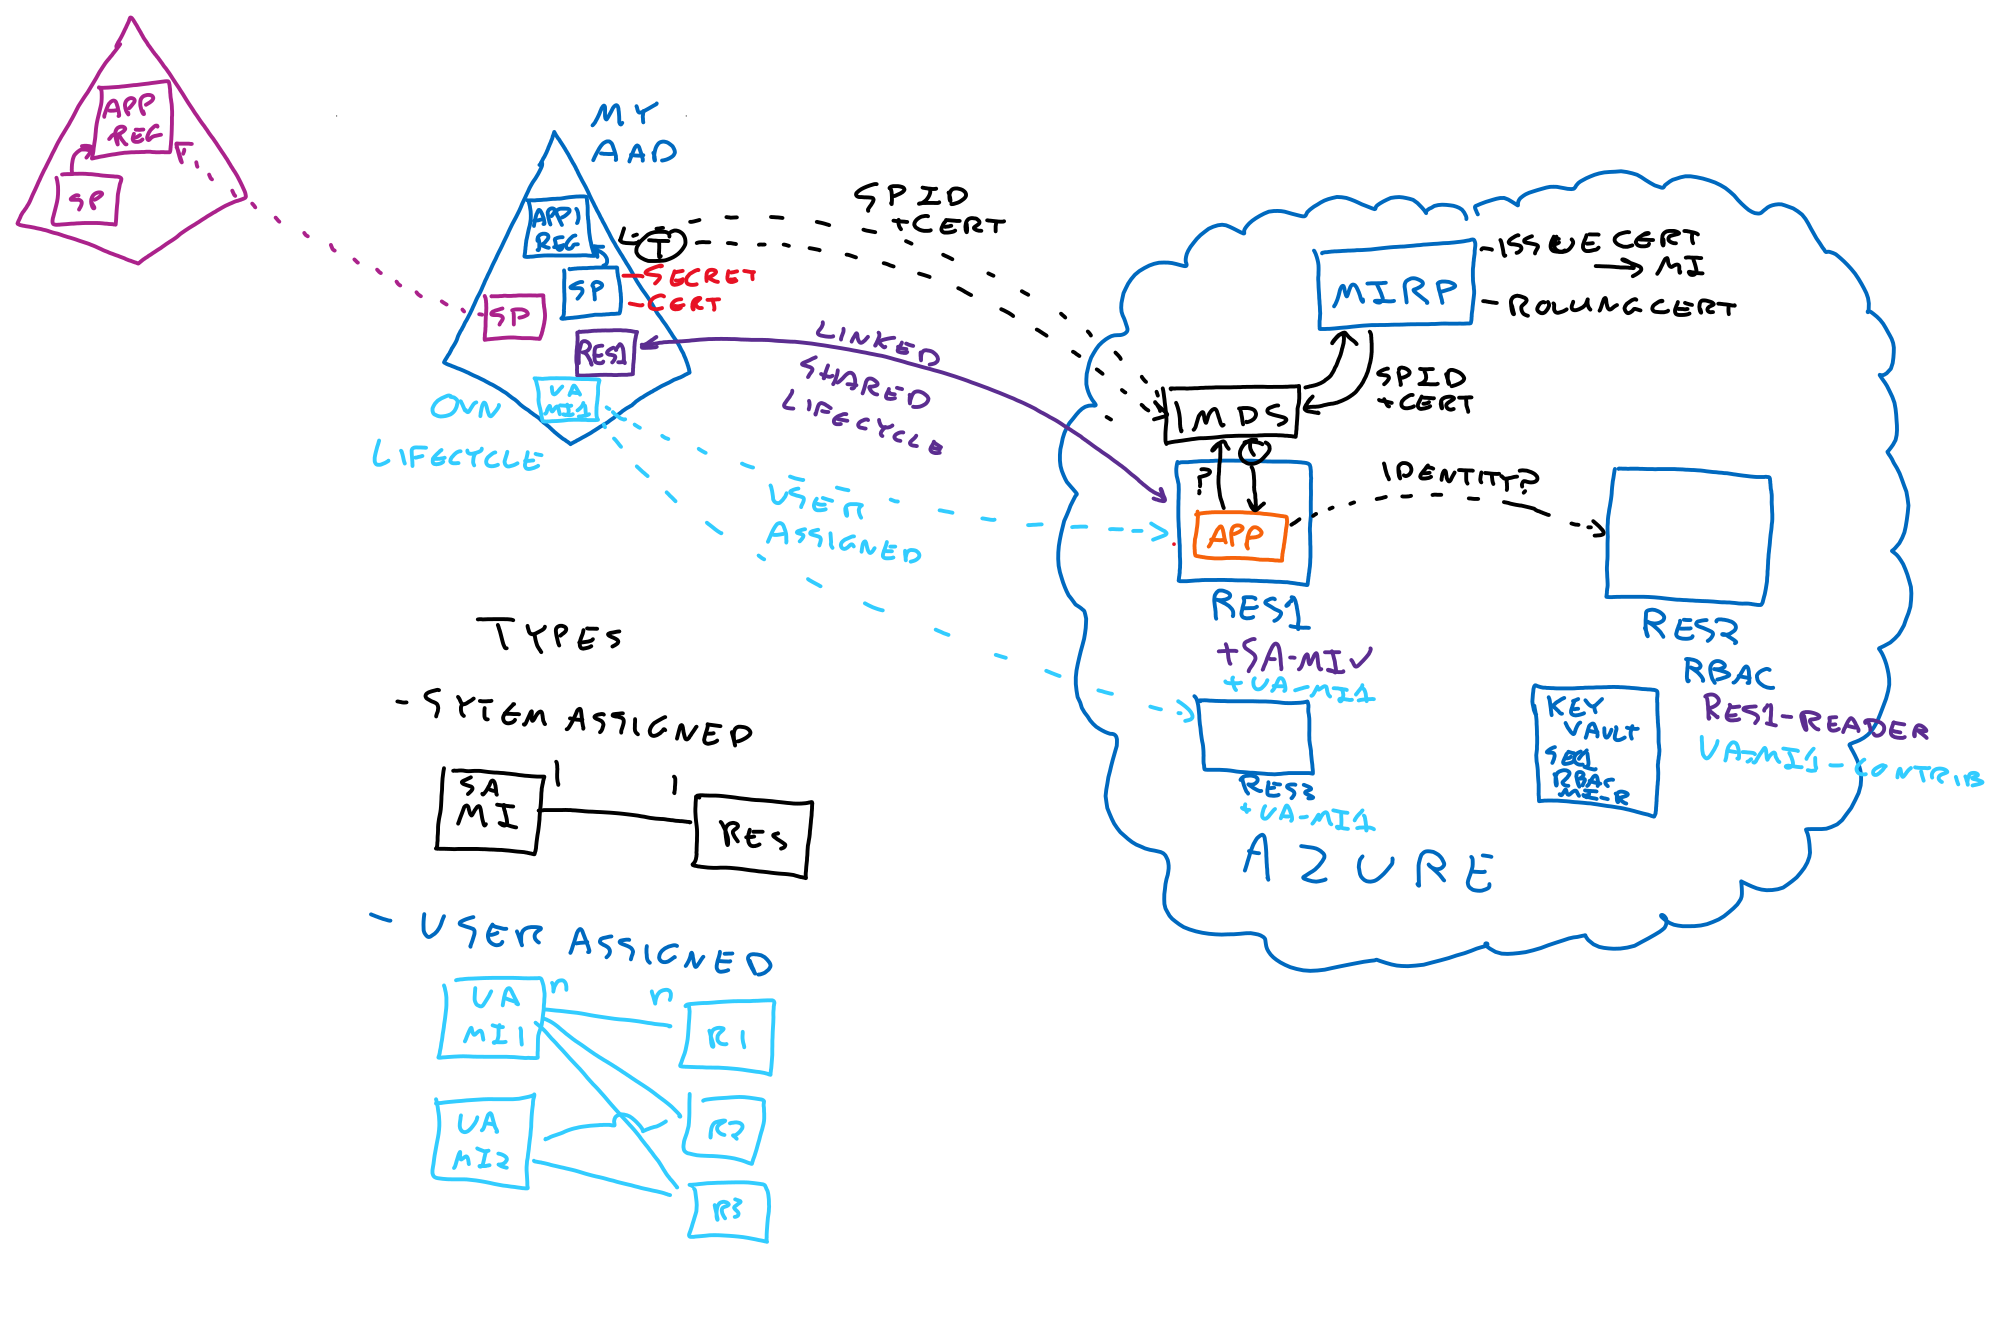 APP
REG
SP
MY
AAD
APP1
REG
SP
T
SECRET
CERT
SP
RES1
UA
MI1
OWN
LIFECYCLE
SPID
+CERT
LINKED
SHARED
LIFECYCLE
USER
ASSIGNED
MIRP
-ISSUE CERT
→ MI
- ROLLING CERT
IMDS
SPID
+CERT
?
T
APP
IDENTITY?
RES1
+SA-MI✓
+UA-MI1
RES2
RBAC
RES1-READER
UA-MI1-CONTRIB
RES3
+UA-MI1
KEY
VAULT
SEC1
RBAC
MI-R
AZURE
TYPES
- SYTEM ASSIGNED
SA
MI
1
1
RES
- USER ASSIGNED
UA
MI1
n
n
R1
UA
MI2
R2
R3